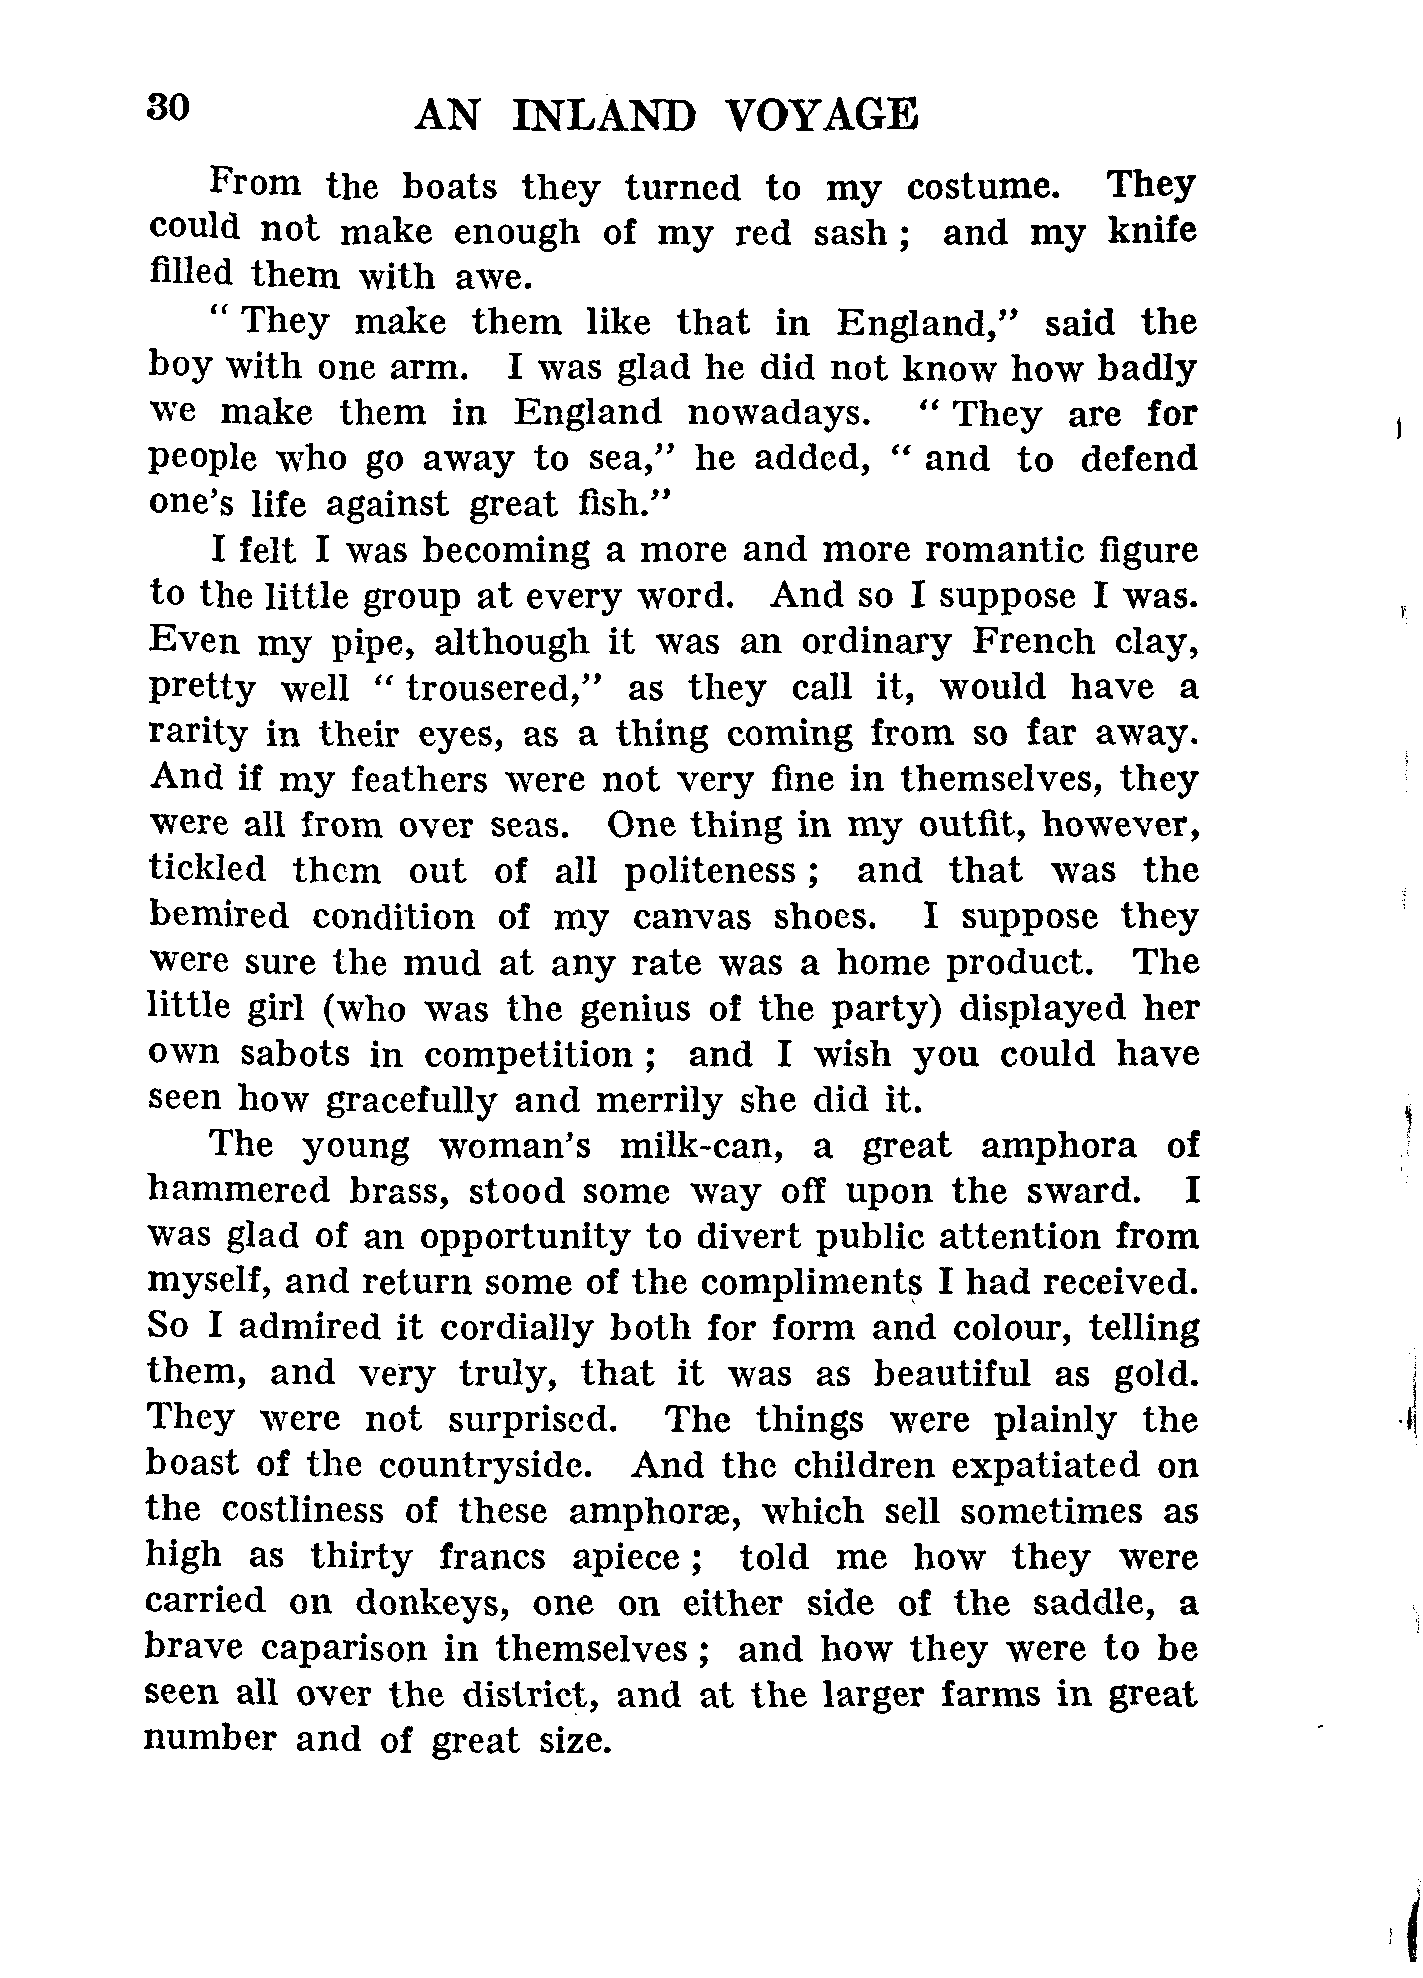 30 AN INLAND VOYAGE
From the boats they turned to my costume. They
could not make enough of my red sash ; and my knife
filled them with awe.
“ They make them like that in England,” said the
boy with one arm. I was glad he did not know how badly
we make them in England nowadays. “ They are for
people who go away to sea,” he added, “ and to defend
one's life against great fish.”
I felt I was becoming a more and more romantic figure
to the little group at every word. And so I suppose I was.
Even my pipe, although it was an ordinary French clay,
pretty well “ trousered,” as they call it, would have a
rarity in their eyes, as a thing coming from so far away.
And if my feathers were not very fine in themselves, they
were all from over seas. One thing in my outfit, however,
tickled them out of all politeness ; and that was the
bemired condition of my canvas shoes. I suppose they
were sure the mud at any rate was a home product. The
little girl (who was the genius of the party) displayed her
own sabots in competition ; and I wish you could have
seen how gracefully and merrily she did it.
The young woman's milk-can, a great amphora of
hammered brass, stood some way off upon the sward. I
was glad of an opportunity to divert public attention from
myself, and return some of the compliments I had received.
So I admired it cordially both for form and colour, telling
them, and very truly, that it was as beautiful as gold.
They were not surprised. The things were plainly the
boast of the countryside. And the children expatiated on
the costliness of these amphoræ, which sell sometimes as
high as thirty francs apiece ; told me how they were
carried on donkeys, one on either side of the saddle, a
brave caparison in themselves ; and how they were to be
seen all over the district, and at the larger farms in great
number and of great size.